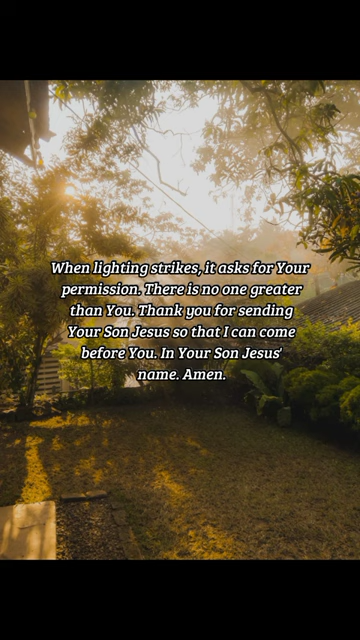 When lighting strikes, it asks for Your
permission. There is no one greater
than You. Thank you for sending
Your Son Jesus so that I can come
before You. In Your Son Jesus'
name. Amen.